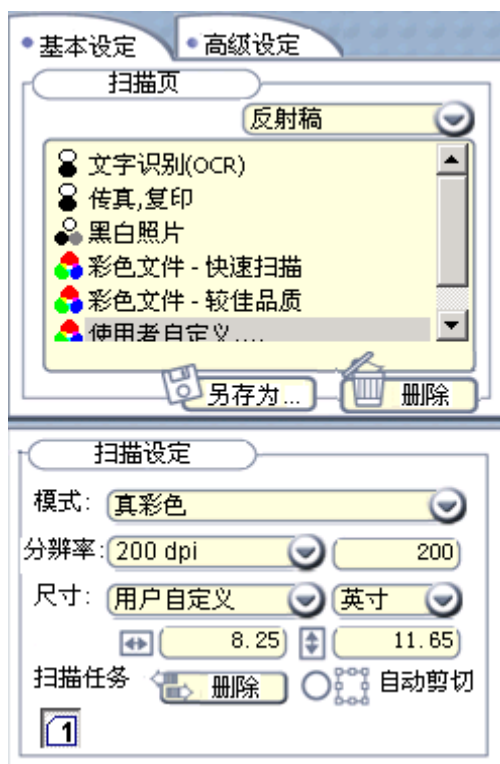 基本设定 高级设定
扫描页
反射稿
文字识别(OCR)
传真,复印
黑白照片
彩色文件 - 快速扫描
彩色文件 - 较佳品质
使用者自定义....
另存为... 删除
扫描设定
模式: 真彩色
分辨率: 200 dpi 200
尺寸: 用户自定义 英寸
8.25 11.65
扫描任务 删除 自动剪切
1